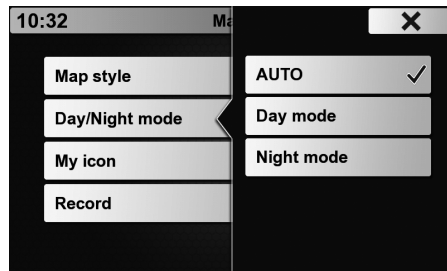 10:32
Map style
Day/Night mode
My icon
Record
AUTO
Day mode
Night mode